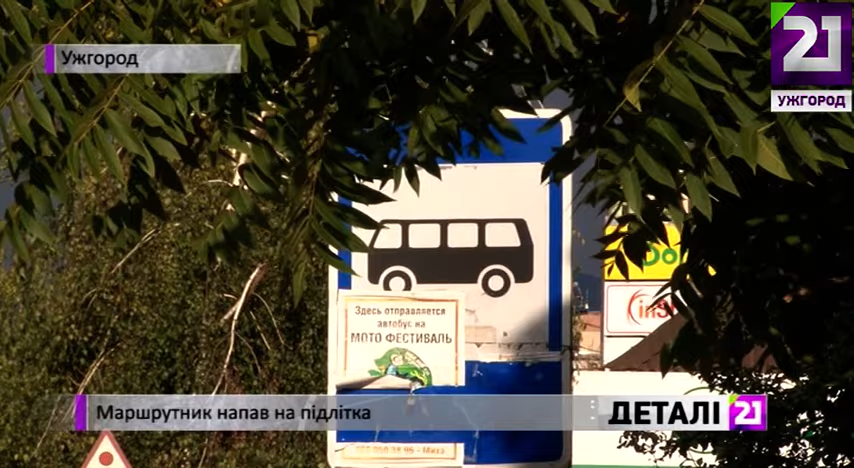 Ужгород
21
УЖГОРОД
Здесь отправляется
автобус на
МОТО ФЕСТИВАЛЬ
Маршрутник напав на підлітка
ДЕТАЛІ 21